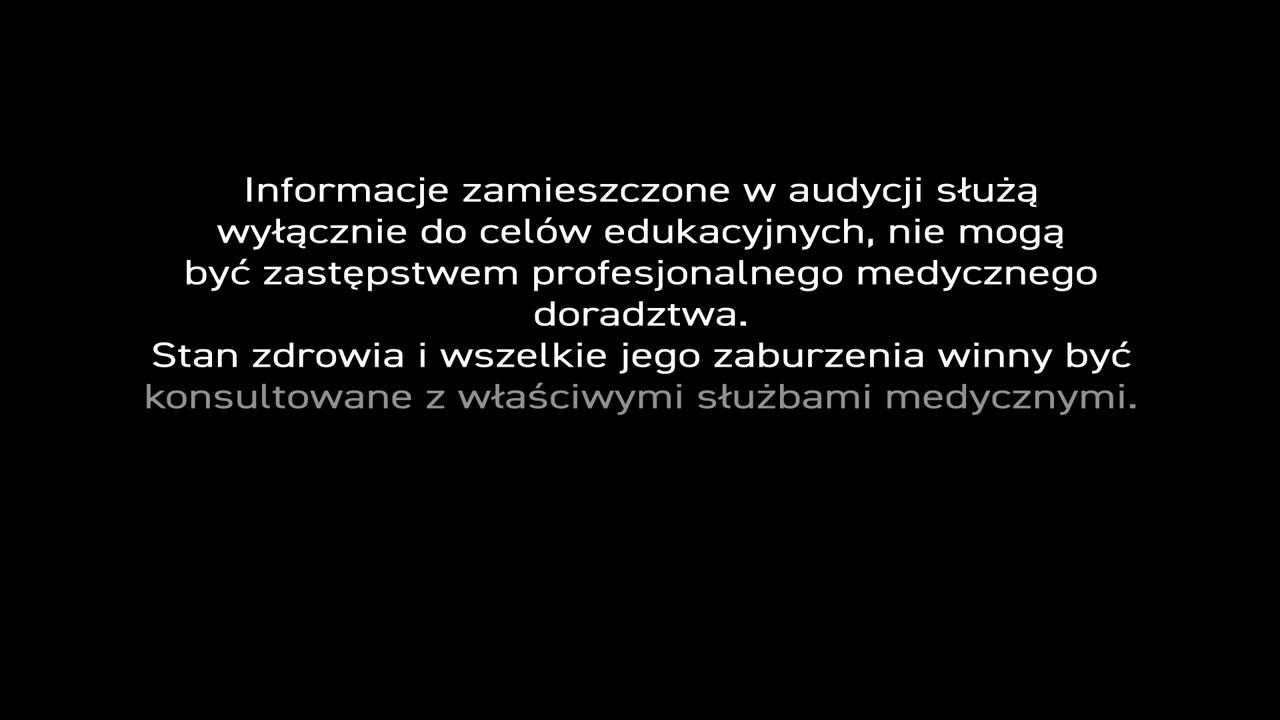 Informacje zamieszczone w audycji służą
wyłącznie do celów edukacyjnych, nie mogą
być zastępstwem profesjonalnego medycznego
doradztwa.
Stan zdrowia i wszelkie jego zaburzenia winny być
konsultowane z właściwymi służbami medycznymi.